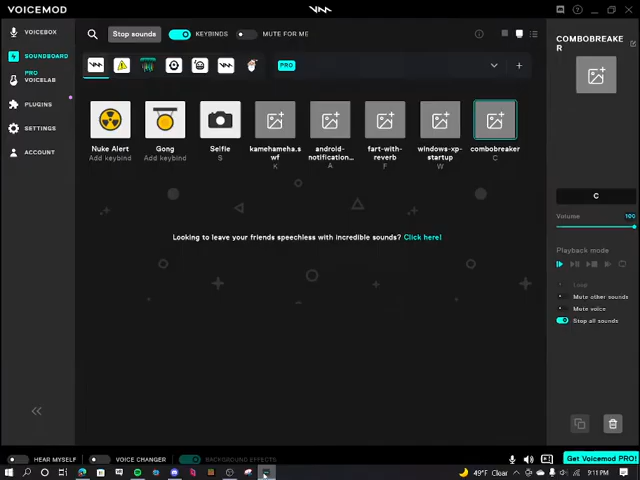 VOICEMOD
VOICEBOX
SOUNDBOARD
PRO
VOICELAB
PLUGINS
SETTINGS
ACCOUNT
Stop sounds
KEYBINDS
MUTE FOR ME
PRO
Nuke Alert
Add keybind
Gong
Add keybind
Selfie
S
kamehameha.s
wf
K
android-
notification...
A
fart-with-
reverb
F
windows-xp-
startup
W
combobreaker
C
Looking to leave your friends speechless with incredible sounds? Click here!
COMBOBREAKE
R
C
Volume 100
Playback mode
Loop
Mute other sounds
Mute voice
Stop all sounds
HEAR MYSELF
VOICE CHANGER
BACKGROUND EFFECTS
Get Voicemod PRO!
49°F Clear
9:11 PM